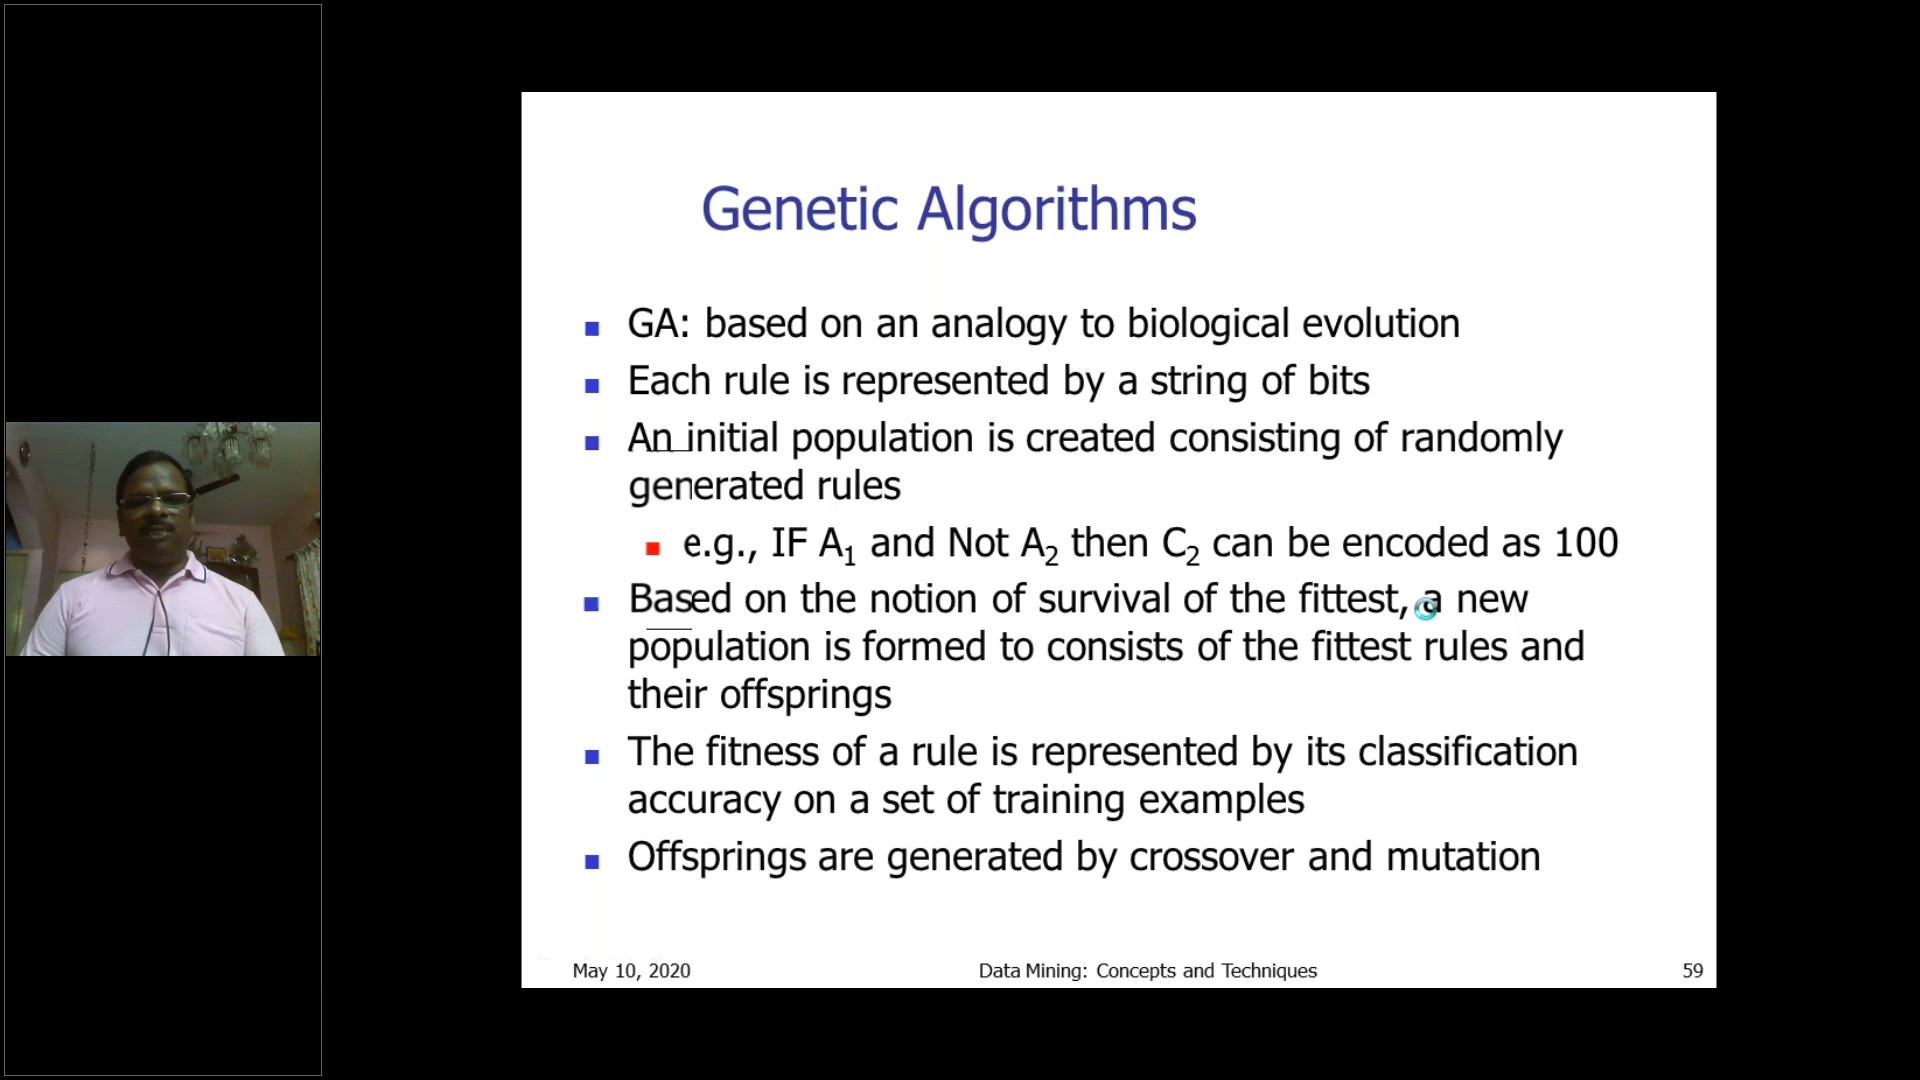 Genetic Algorithms
GA: based on an analogy to biological evolution
Each rule is represented by a string of bits
An initial population is created consisting of randomly
generated rules
e.g., IF A1 and Not A2 then C2 can be encoded as 100
Based on the notion of survival of the fittest, a new
population is formed to consists of the fittest rules and
their offsprings
The fitness of a rule is represented by its classification
accuracy on a set of training examples
Offsprings are generated by crossover and mutation
May 10, 2020
Data Mining: Concepts and Techniques
59